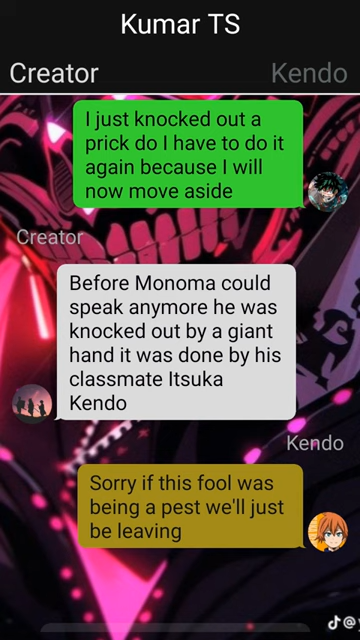 Kumar TS
Creator
Kendo
I just knocked out a
prick do I have to do it
again because I will
now move aside
Creator
Before Monoma could
speak anymore he was
knocked out by a giant
hand it was done by his
classmate Itsuka
Kendo
Kendo
Sorry if this fool was
being a pest we'll just
be leaving
@